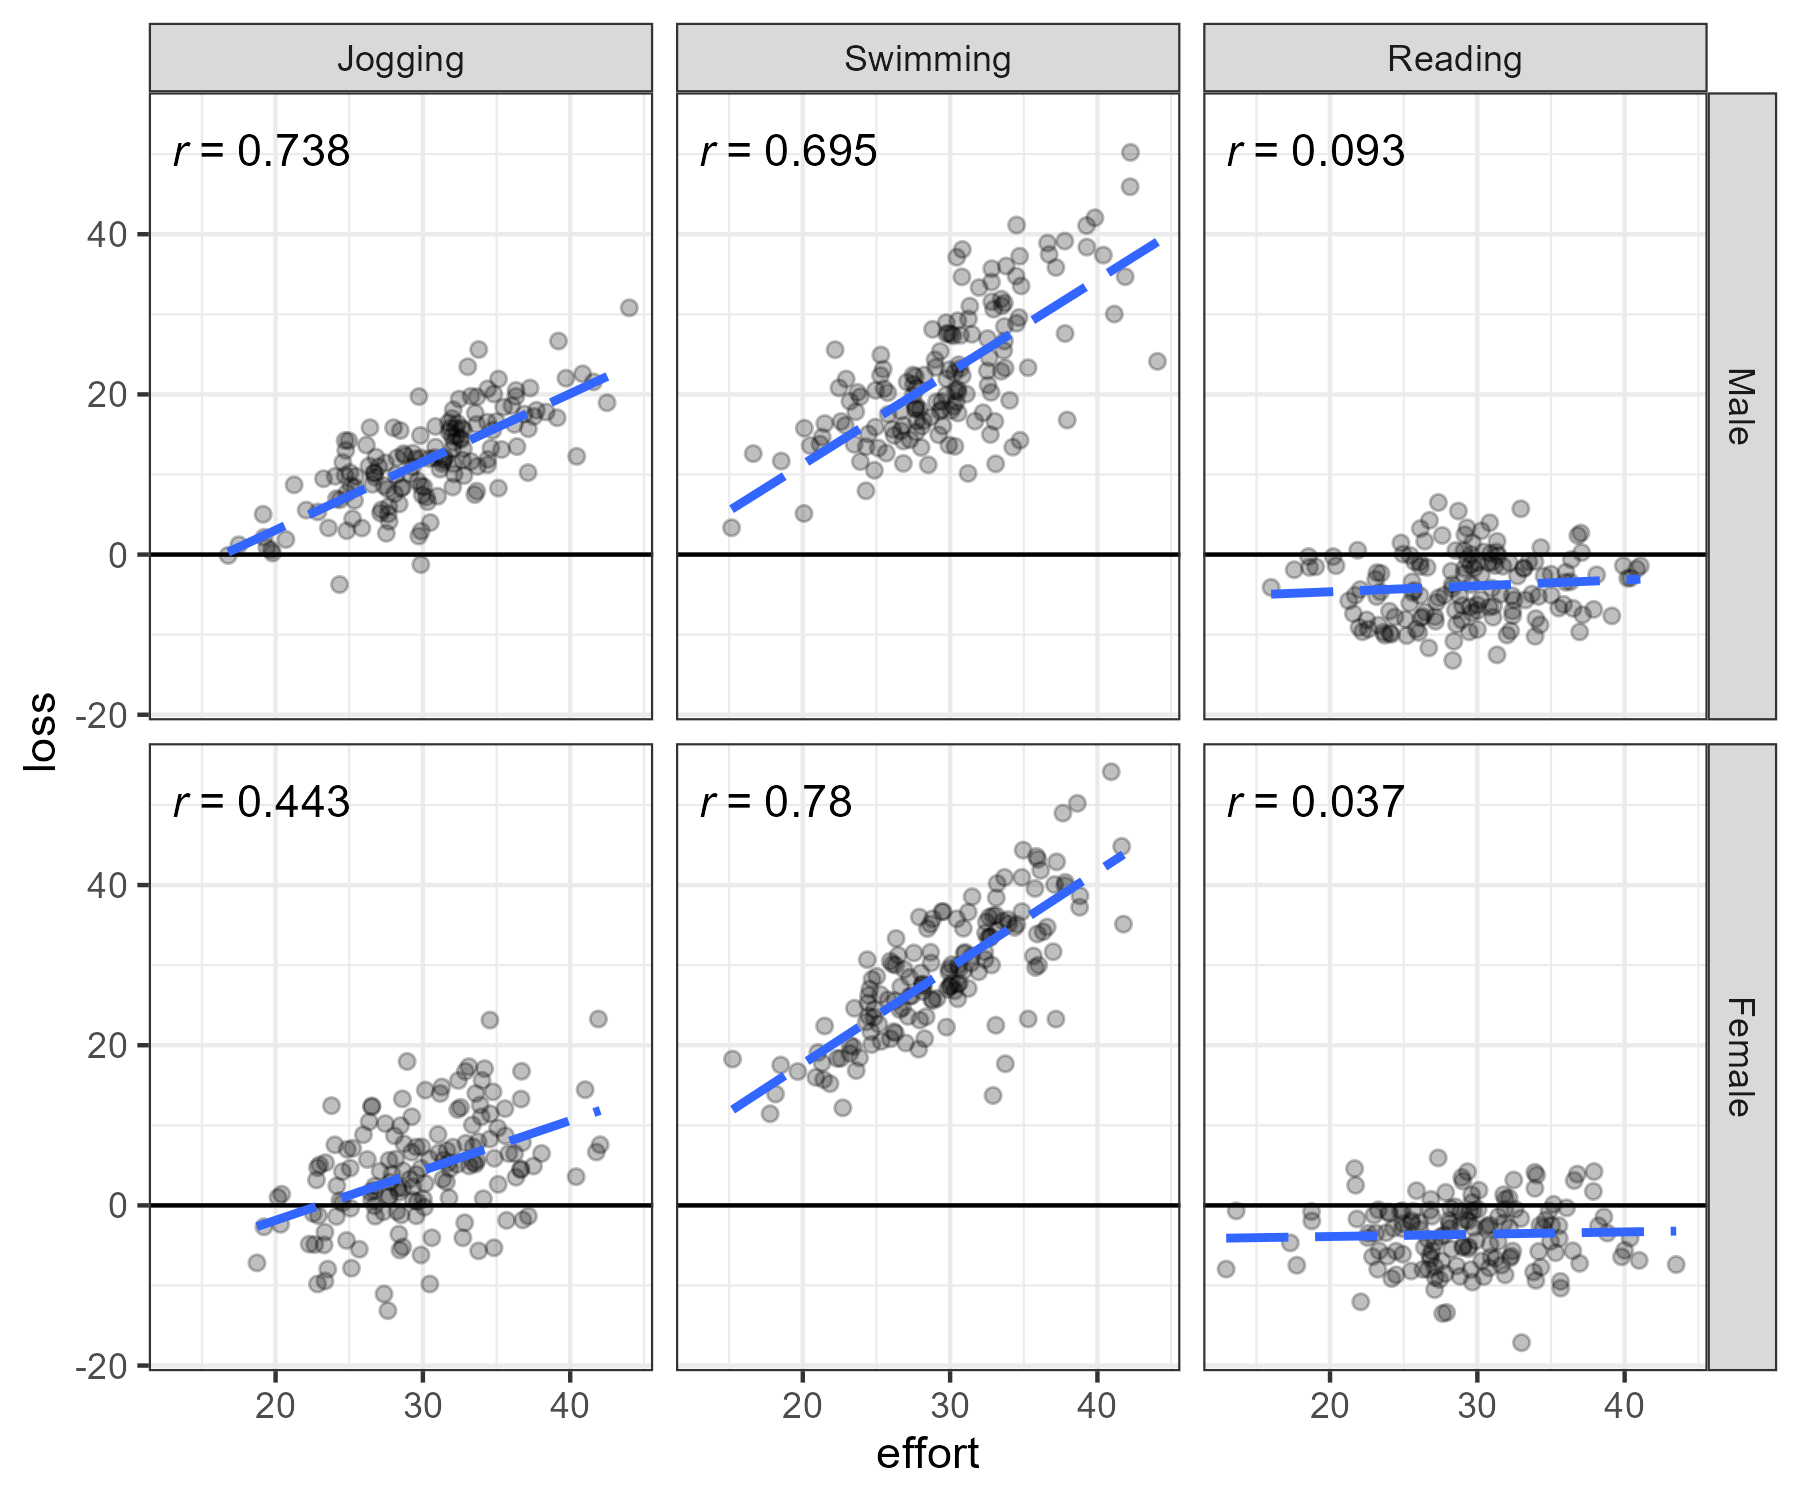 Jogging Swimming Reading
r = 0.738 r = 0.695 r = 0.093
40
20
0
-20
Male
loss
r = 0.443 r = 0.78 r = 0.037
40
20
0
-20
Female
20 30 40 20 30 40 20 30 40
effort